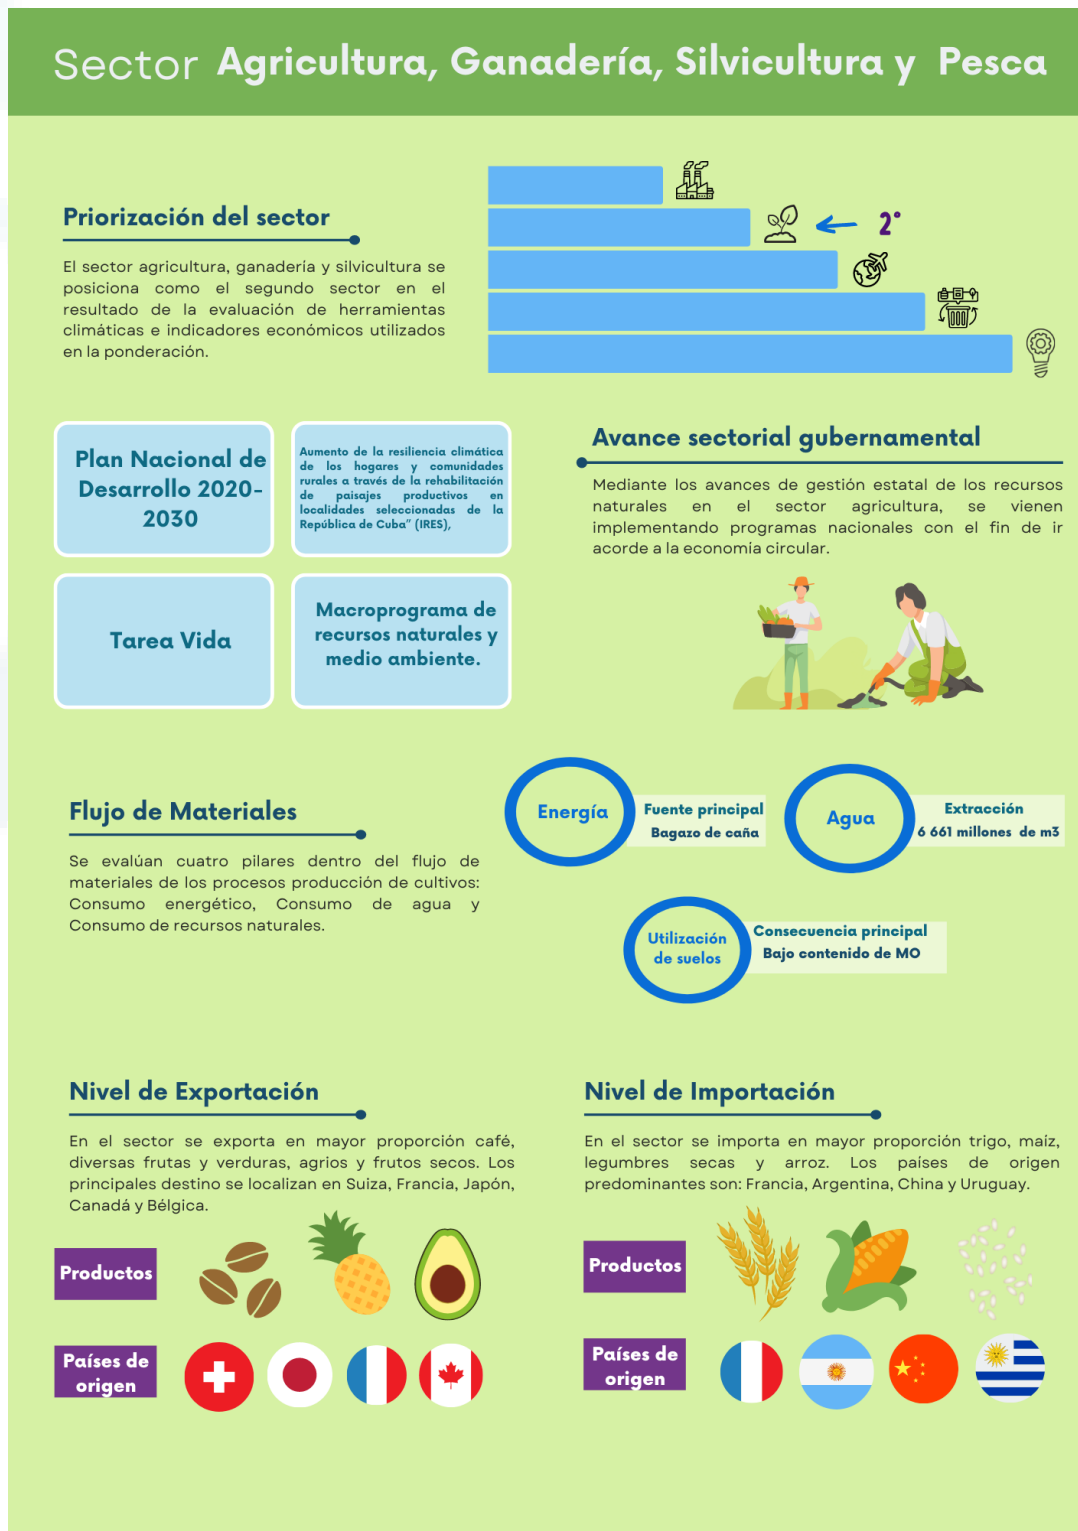 Sector Agricultura, Ganadería, Silvicultura y Pesca
Priorización del sector
El sector agricultura, ganadería y silvicultura se
posiciona como el segundo sector en el
resultado de la evaluación de herramientas
climáticas e indicadores económicos utilizados
en la ponderación.
2°
Plan Nacional de
Desarrollo 2020-
2030
Aumento de la resiliencia climática
de los hogares y comunidades
rurales a través de la rehabilitación
de paisajes productivos en
localidades seleccionadas de la
República de Cuba” (IRES),
Tarea Vida
Macroprograma de
recursos naturales y
medio ambiente.
Avance sectorial gubernamental
Mediante los avances de gestión estatal de los recursos
naturales en el sector agricultura, se vienen
implementando programas nacionales con el fin de ir
acorde a la economía circular.
Flujo de Materiales
Se evalúan cuatro pilares dentro del flujo de
materiales de los procesos producción de cultivos:
Consumo energético, Consumo de agua y
Consumo de recursos naturales.
Energía
Fuente principal
Bagazo de caña
Agua
Extracción
6 661 millones de m3
Utilización
de suelos
Consecuencia principal
Bajo contenido de MO
Nivel de Exportación
En el sector se exporta en mayor proporción café,
diversas frutas y verduras, agrios y frutos secos. Los
principales destino se localizan en Suiza, Francia, Japón,
Canadá y Bélgica.
Productos
Países de
origen
Nivel de Importación
En el sector se importa en mayor proporción trigo, maíz,
legumbres secas y arroz. Los países de origen
predominantes son: Francia, Argentina, China y Uruguay.
Productos
Países de
origen